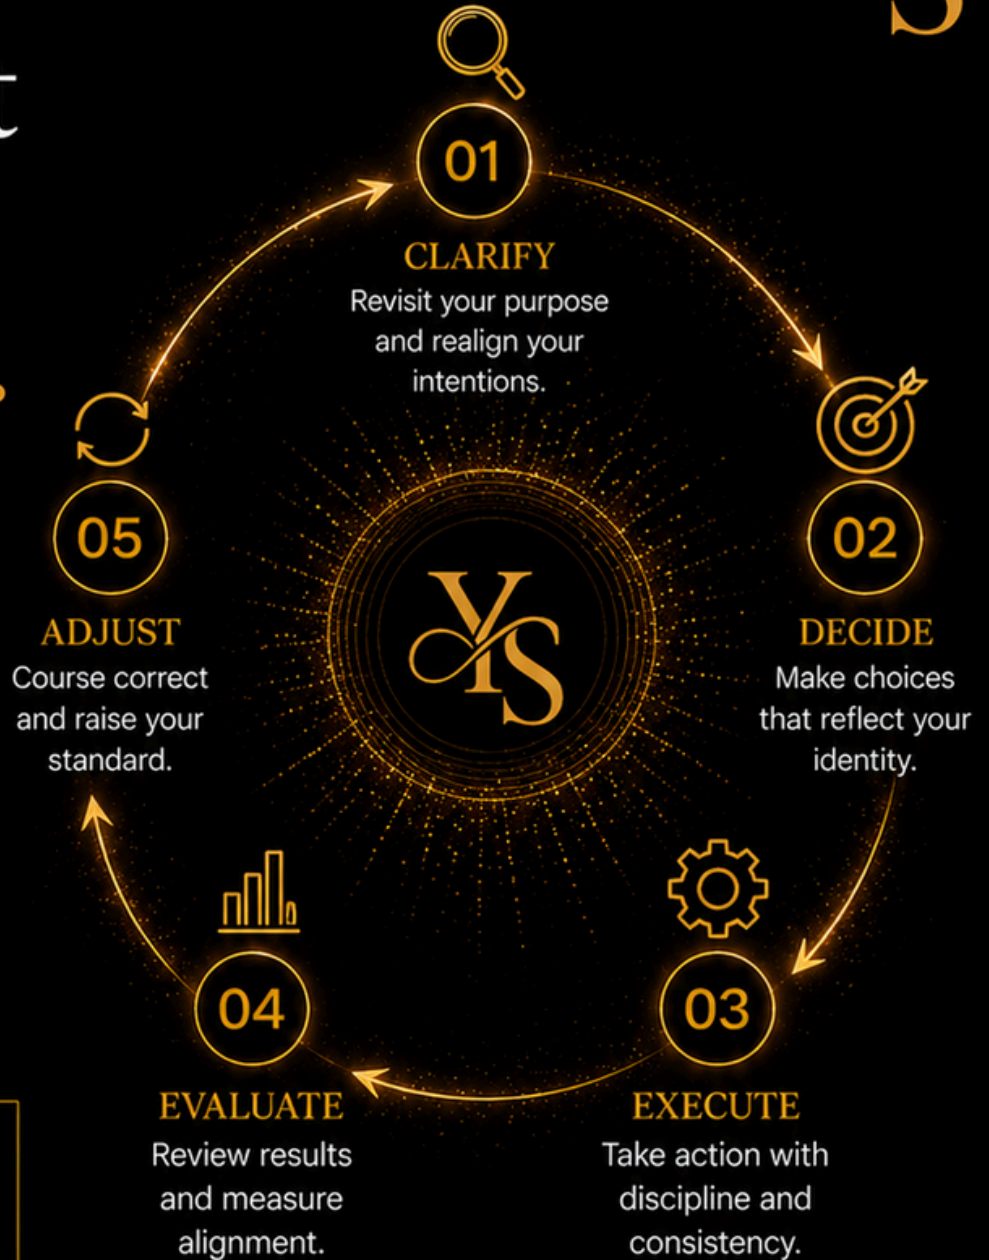 S
t
01
CLARIFY
Revisit your purpose
and realign your
intentions.
02
DECIDE
Make choices
that reflect your
identity.
03
EXECUTE
Take action with
discipline and
consistency.
04
EVALUATE
Review results
and measure
alignment.
05
ADJUST
Course correct
and raise your
standard.
YS